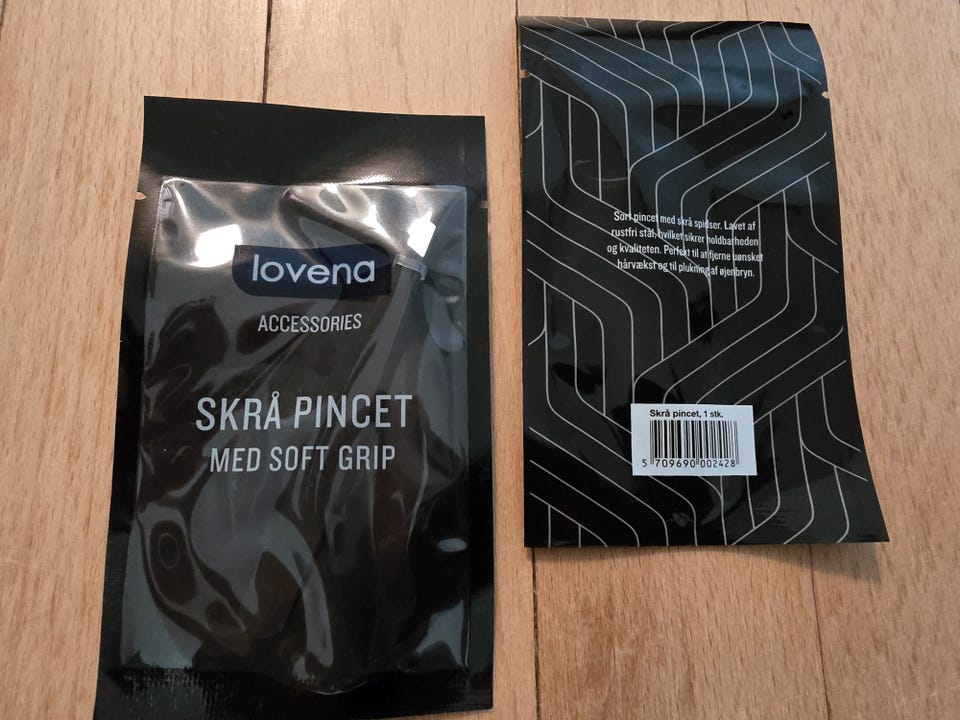 lovena
ACCESSORIES
SKRÅ PINCET
MED SOFT GRIP
Sort pincet med skrå spidser. Lavet af
rustfri stål, hvilket sikrer holdbarheden
og kvaliteten. Perfekt til at fjerne uønsket
hårvækst og til plukning af øjenbryn.
Skrå pincet, 1 stk.
5 709690 002428